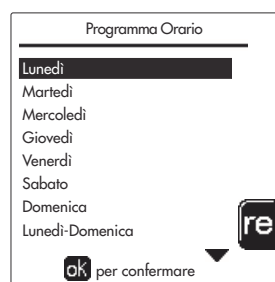 Programma Orario
Lunedì
Martedì
Mercoledì
Giovedì
Venerdì
Sabato
Domenica
Lunedì-Domenica
re
ok per confermare